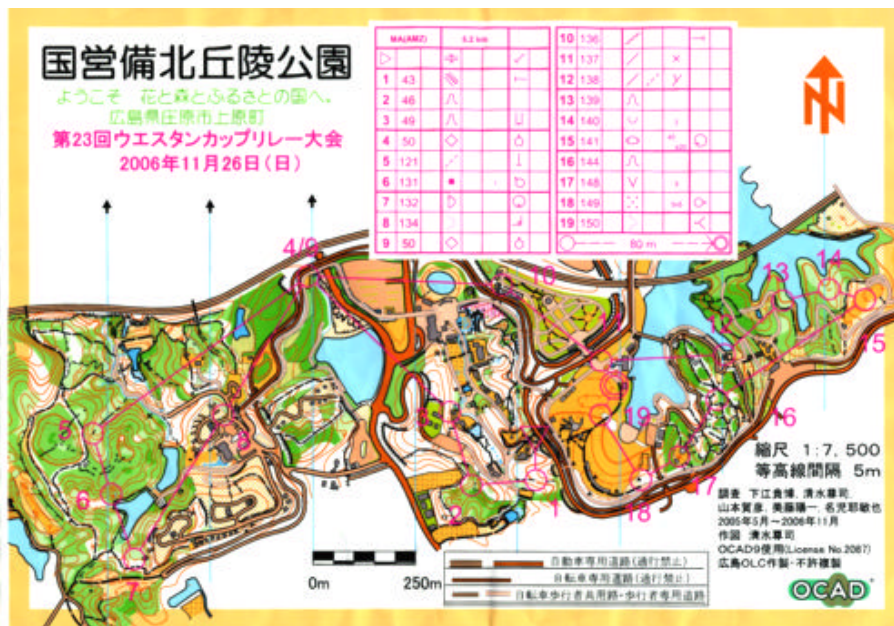 国営備北丘陵公園
ようこそ 花と森とふるさとの国へ。
広島県庄原市上原町
第23回ウエスタンカップリレー大会
2006年11月26日(日)
MA(AMZ) 5.2 km
1 43
2 46
3 49
4 50
5 121
6 131
7 132
8 134
9 50
10 136
11 137
12 138
13 139
14 140
15 141
16 144
17 148
18 149
19 150
80 m
4/9
10
13
14
12
15
5
8
19
16
6
2
1
18
17
7
縮尺 1:7,500
等高線間隔 5m
調査 下江貴博, 清水尊司,
山本賀彦, 美藤陽一, 名児耶敏也
2005年5月~2006年11月
作図 清水尊司
OCAD9使用(License No.2067)
広島OLC作製・不許複製
OCAD
0m 250m
自動車専用道路(通行禁止)
自転車専用道路(通行禁止)
自転車歩行者共用路・歩行者専用道路